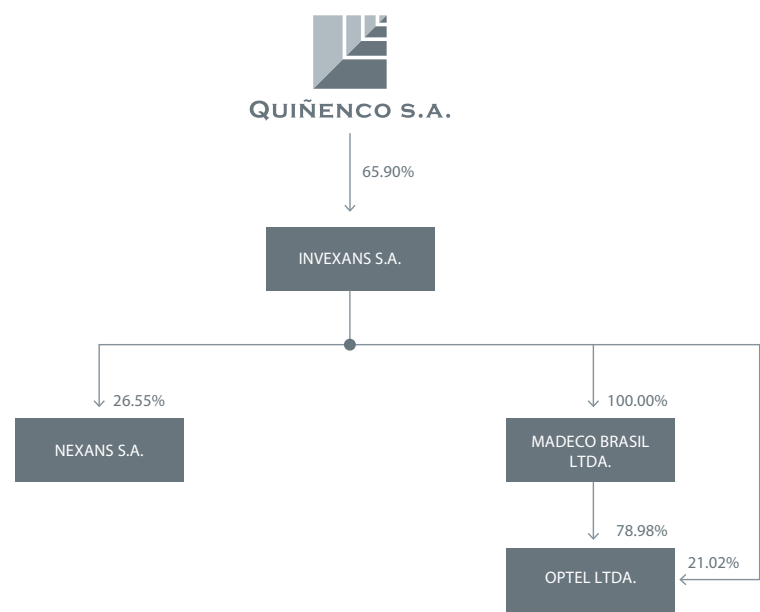 QUIÑENCO S.A.
65.90%
INVEXANS S.A.
26.55%
100.00%
NEXANS S.A.
MADECO BRASIL
LTDA.
78.98%
21.02%
OPTEL LTDA.